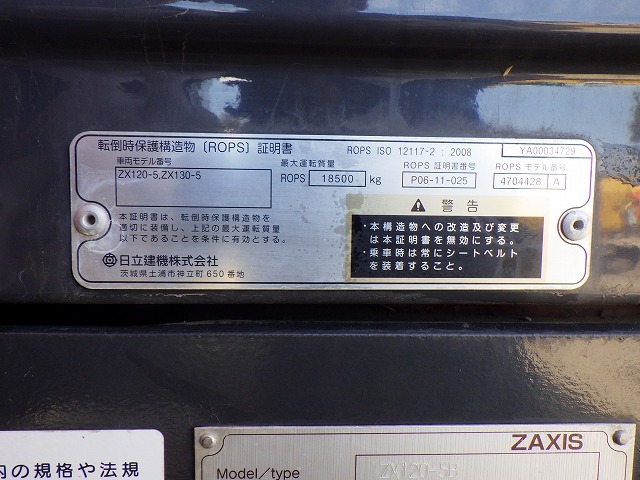 転倒時保護構造物〔ROPS〕証明書
ROPS ISO 12117-2 : 2008
YA00034729
車両モデル番号
ZX120-5,ZX130-5
最大運転質量
ROPS 18500 kg
ROPS 証明書番号
P06-11-025
ROPS モデル番号
4704428 A
本証明書は、転倒時保護構造物を
適切に装備し、上記の最大運転質量
以下であることを条件に有効とする。
日立建機株式会社
茨城県土浦市神立町650番地
警告
・本構造物への改造及び変更
は本証明書を無効にする。
・乗車時は常にシートベルト
を装着すること。
内の規格や法規
ZAXIS
Model/type ZX120-5B